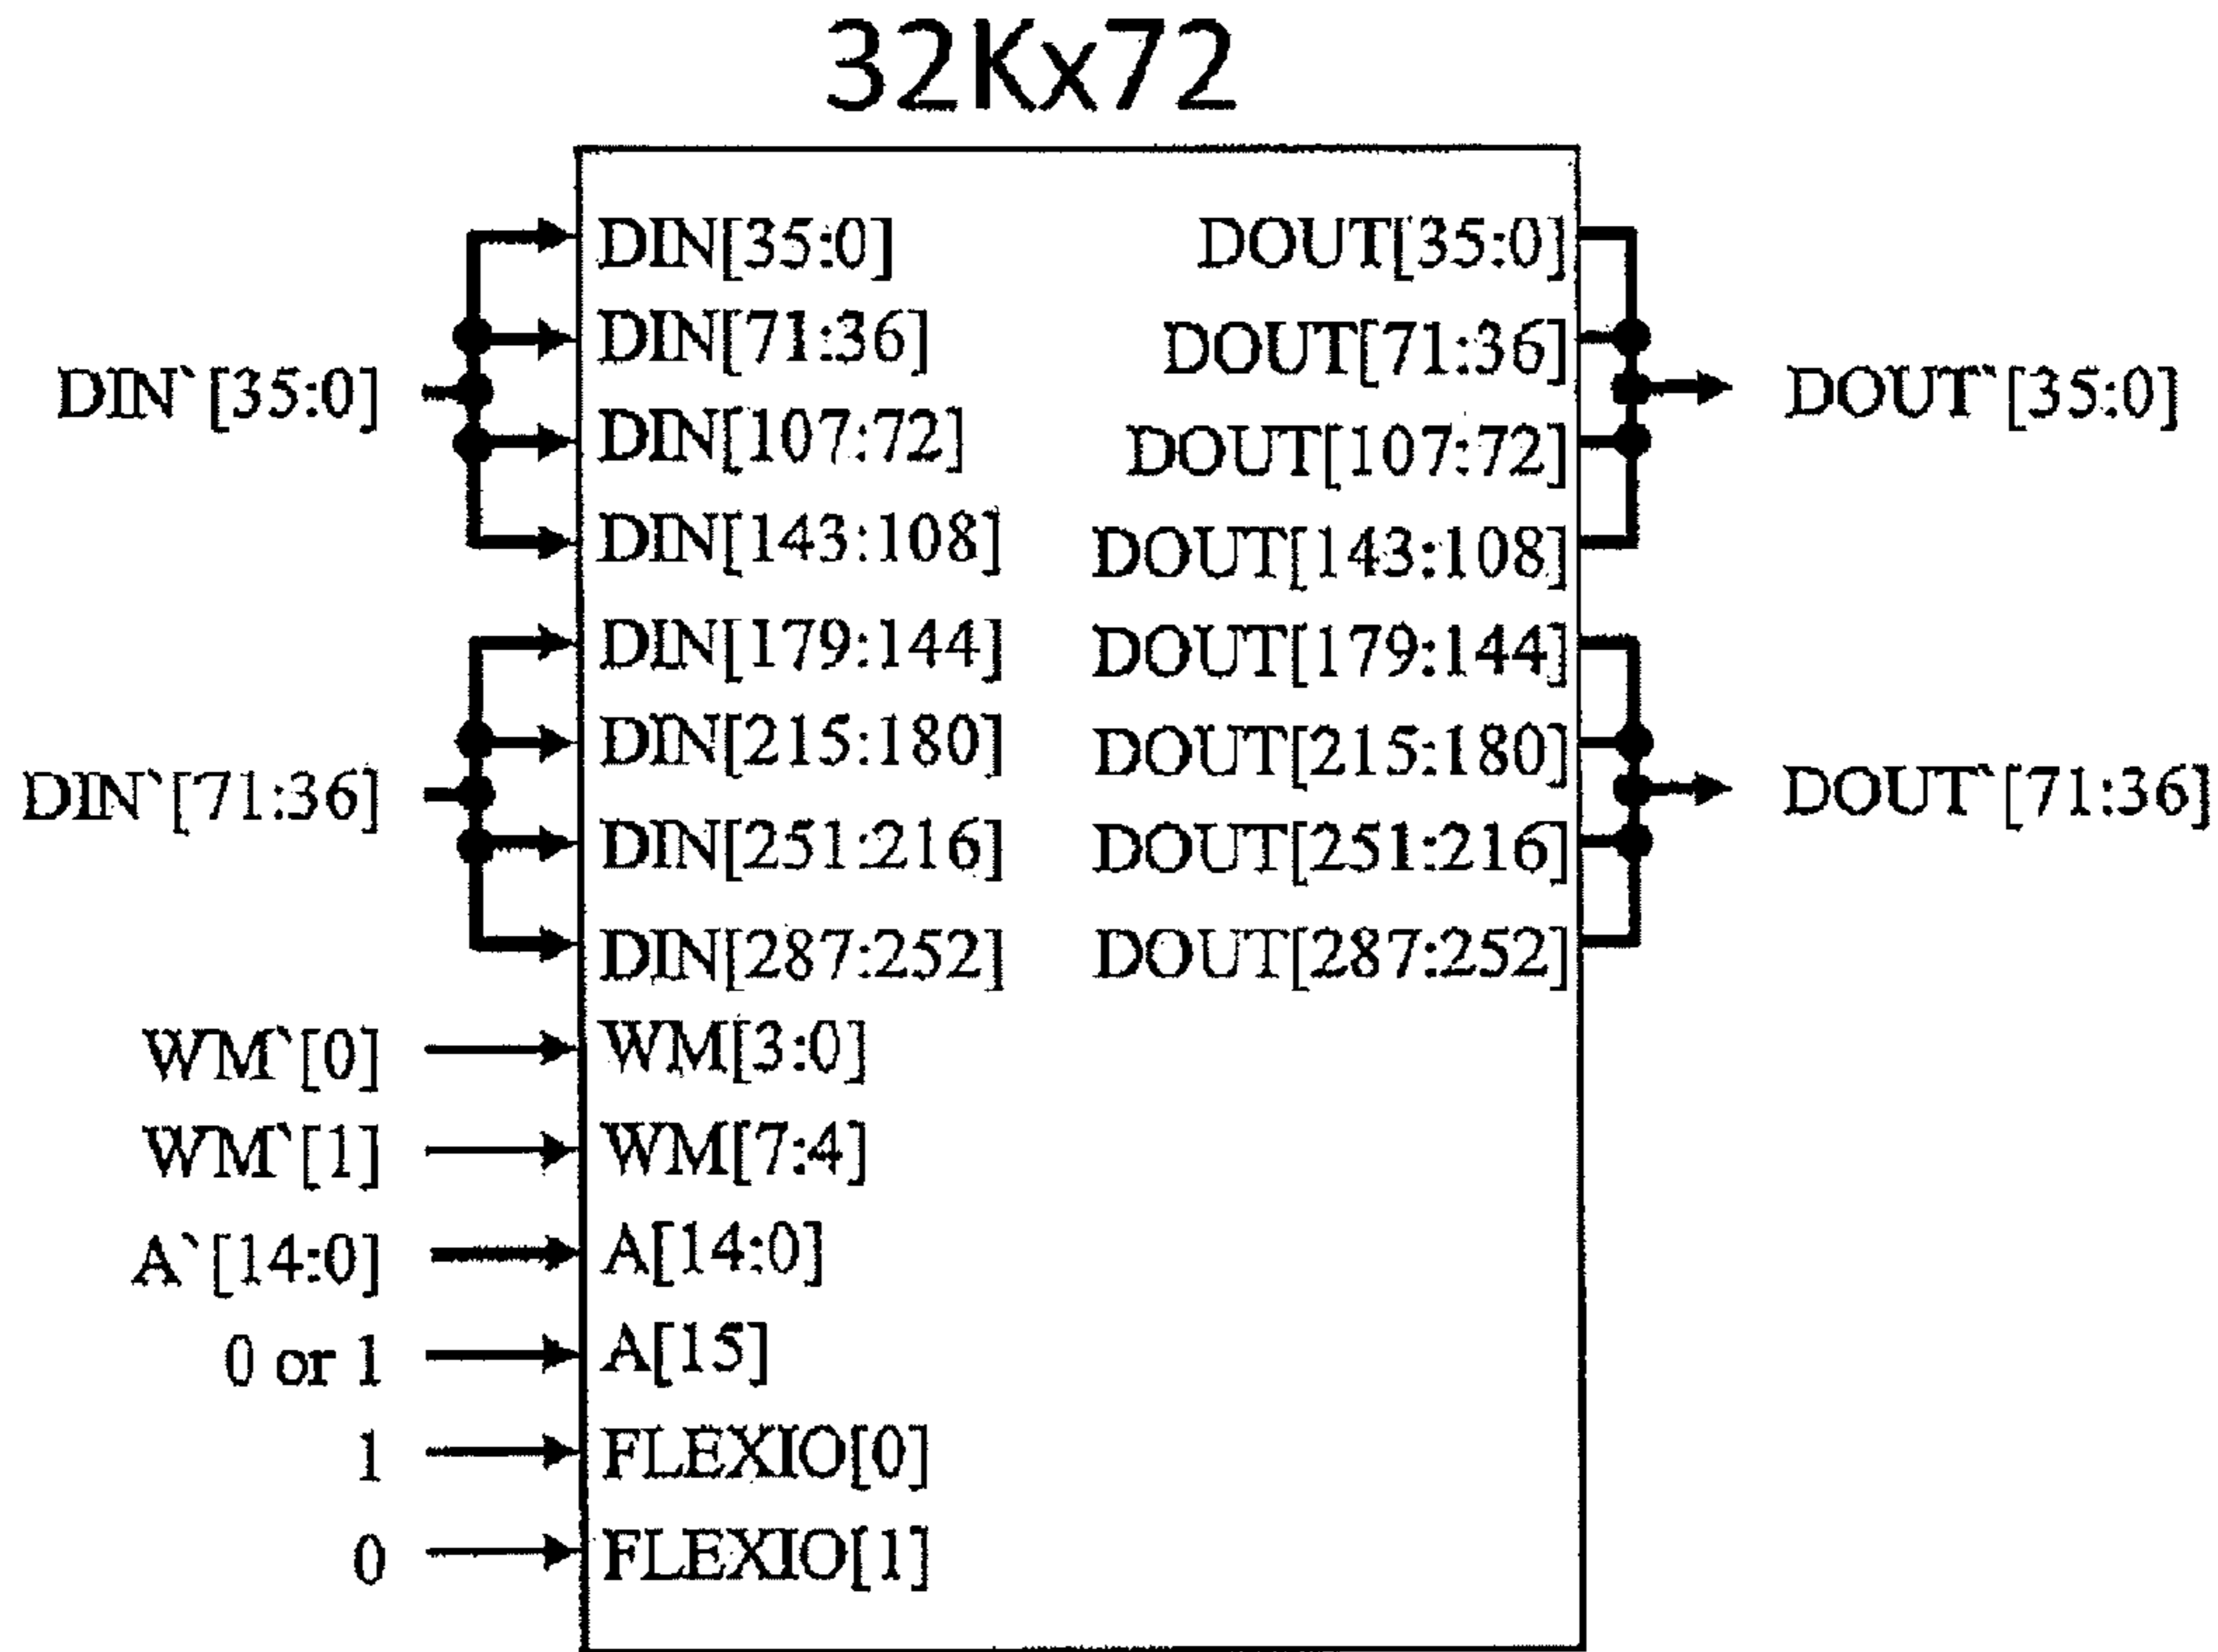 32Kx72
DIN[35:0]
DOUT[35:0]
DIN[71:36]
DOUT[71:36]
DIN`[35:0]
DOUT`[35:0]
DIN[107:72]
DOUT[107:72]
DIN[143:108]
DOUT[143:108]
DIN[179:144]
DOUT[179:144]
DIN[215:180]
DOUT[215:180]
DIN`[71:36]
DOUT`[71:36]
DIN[251:216]
DOUT[251:216]
DIN[287:252]
DOUT[287:252]
WM`[0]
WM[3:0]
WM`[1]
WM[7:4]
A`[14:0]
A[14:0]
0 or 1
A[15]
1
FLEXIO[0]
0
FLEXIO[1]